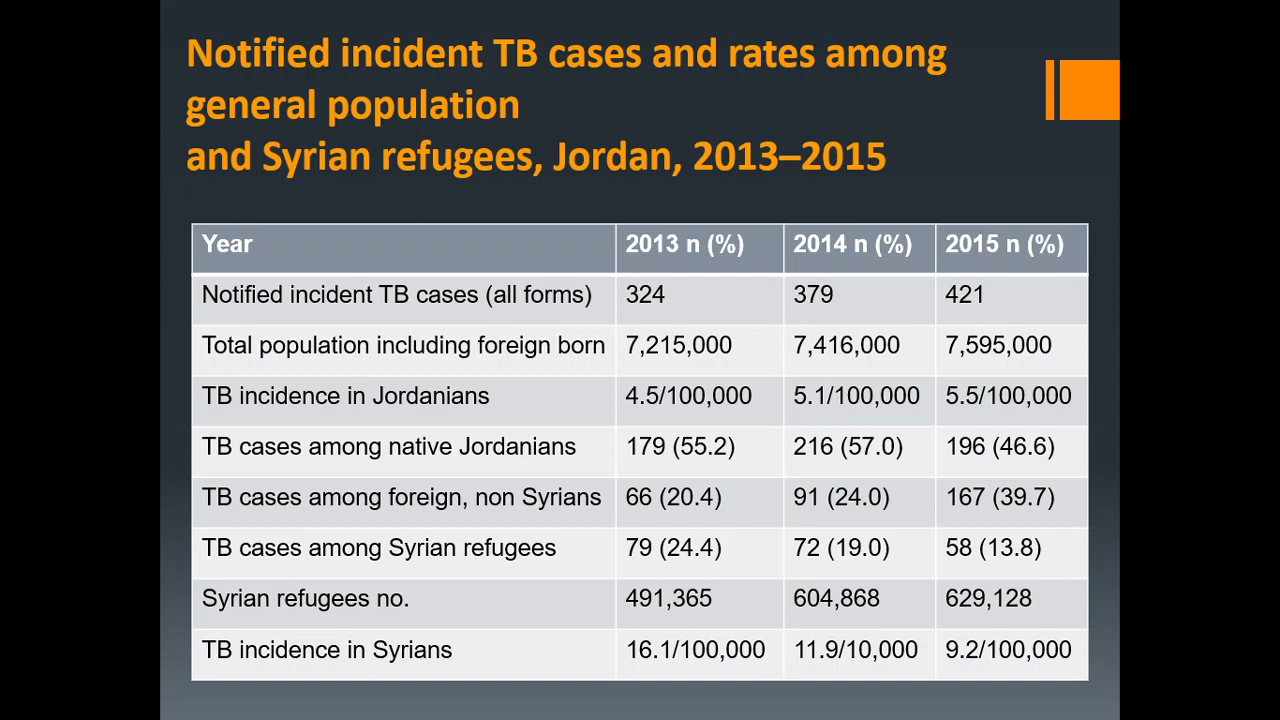 Notified incident TB cases and rates among
general population
and Syrian refugees, Jordan, 2013–2015
Year 2013 n (%) 2014 n (%) 2015 n (%)
Notified incident TB cases (all forms) 324 379 421
Total population including foreign born 7,215,000 7,416,000 7,595,000
TB incidence in Jordanians 4.5/100,000 5.1/100,000 5.5/100,000
TB cases among native Jordanians 179 (55.2) 216 (57.0) 196 (46.6)
TB cases among foreign, non Syrians 66 (20.4) 91 (24.0) 167 (39.7)
TB cases among Syrian refugees 79 (24.4) 72 (19.0) 58 (13.8)
Syrian refugees no. 491,365 604,868 629,128
TB incidence in Syrians 16.1/100,000 11.9/10,000 9.2/100,000